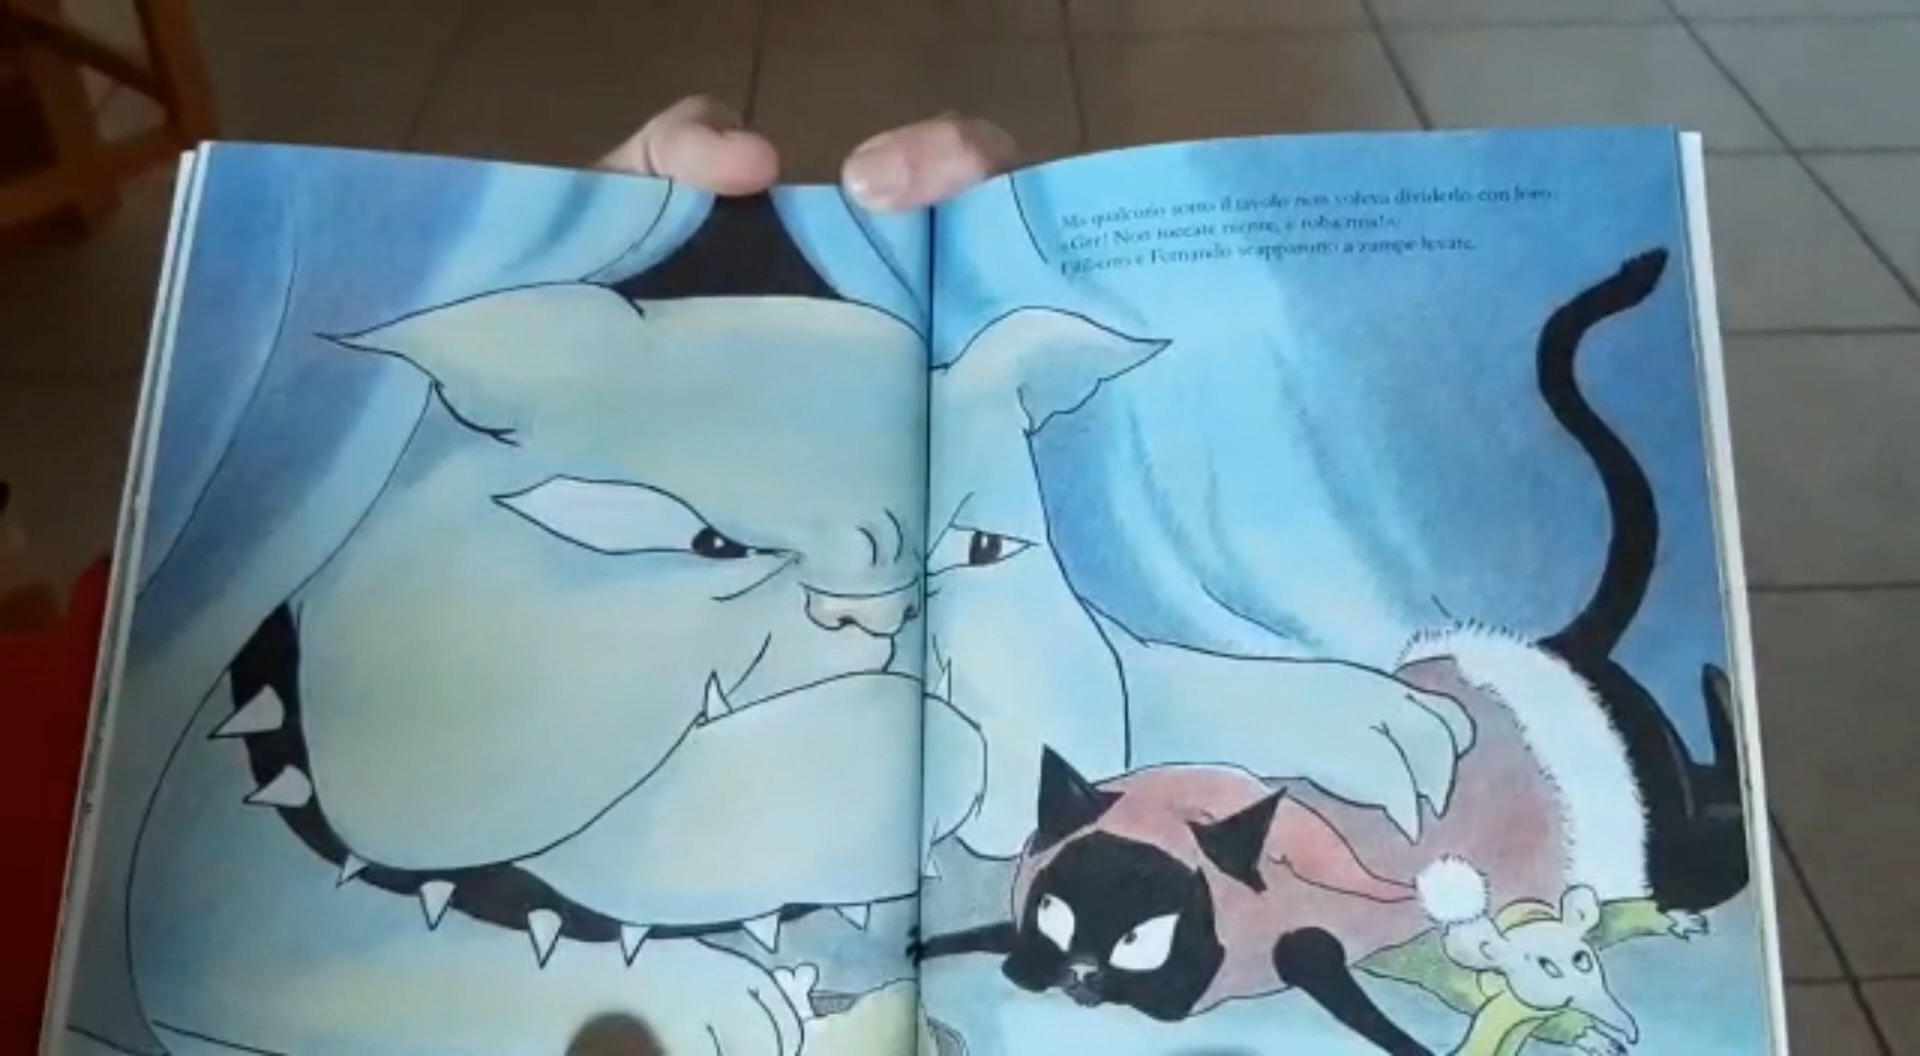 Ma qualcuno sotto il tavolo non voleva dividerlo con loro:
«Grr! Non toccate niente, è roba mia!».
Filiberto e Fernando scapparono a zampe levate.